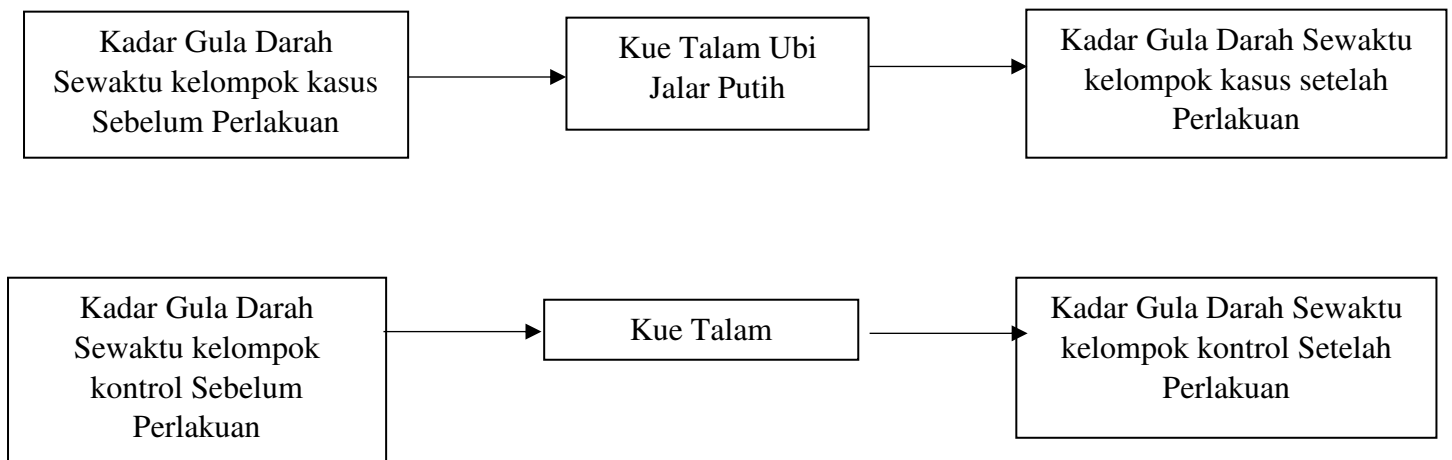 Kadar Gula Darah
Sewaktu kelompok kasus
Sebelum Perlakuan
Kue Talam Ubi
Jalar Putih
Kadar Gula Darah Sewaktu
kelompok kasus setelah
Perlakuan
Kadar Gula Darah
Sewaktu kelompok
kontrol Sebelum
Perlakuan
Kue Talam
Kadar Gula Darah Sewaktu
kelompok kontrol Setelah
Perlakuan